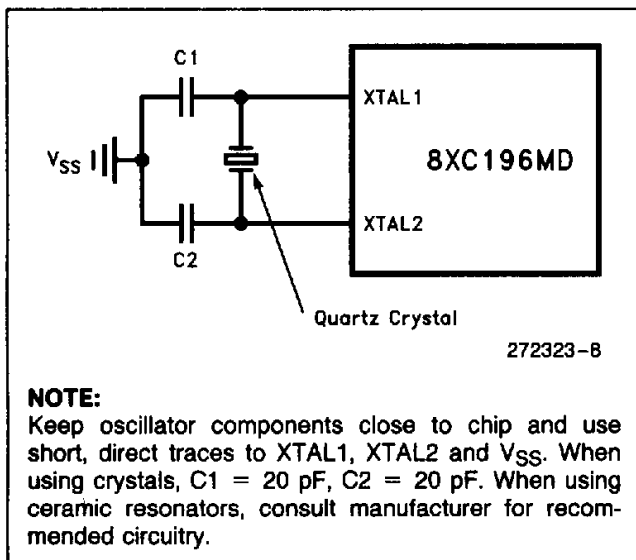 C1
XTAL1
8XC196MD
VSS
XTAL2
C2
Quartz Crystal
272323-8
NOTE:
Keep oscillator components close to chip and use
short, direct traces to XTAL1, XTAL2 and VSS. When
using crystals, C1 = 20 pF, C2 = 20 pF. When using
ceramic resonators, consult manufacturer for recom-
mended circuitry.